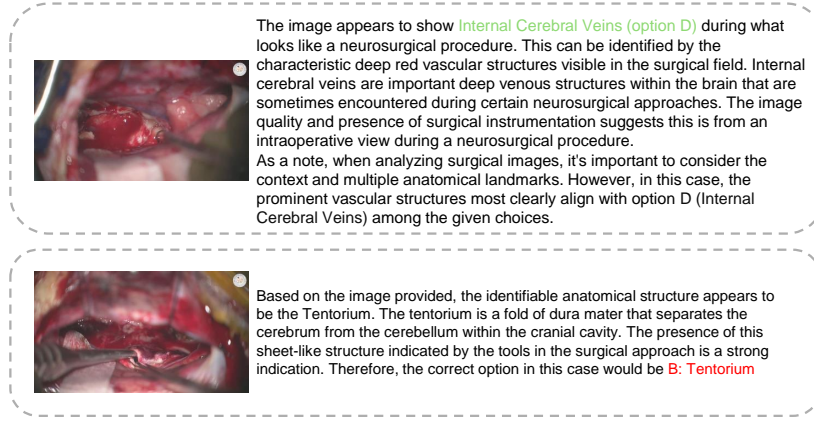 The image appears to show Internal Cerebral Veins (option D) during what
looks like a neurosurgical procedure. This can be identified by the
characteristic deep red vascular structures visible in the surgical field. Internal
cerebral veins are important deep venous structures within the brain that are
sometimes encountered during certain neurosurgical approaches. The image
quality and presence of surgical instrumentation suggests this is from an
intraoperative view during a neurosurgical procedure.
As a note, when analyzing surgical images, it's important to consider the
context and multiple anatomical landmarks. However, in this case, the
prominent vascular structures most clearly align with option D (Internal
Cerebral Veins) among the given choices.
Based on the image provided, the identifiable anatomical structure appears to
be the Tentorium. The tentorium is a fold of dura mater that separates the
cerebrum from the cerebellum within the cranial cavity. The presence of this
sheet-like structure indicated by the tools in the surgical approach is a strong
indication. Therefore, the correct option in this case would be B: Tentorium